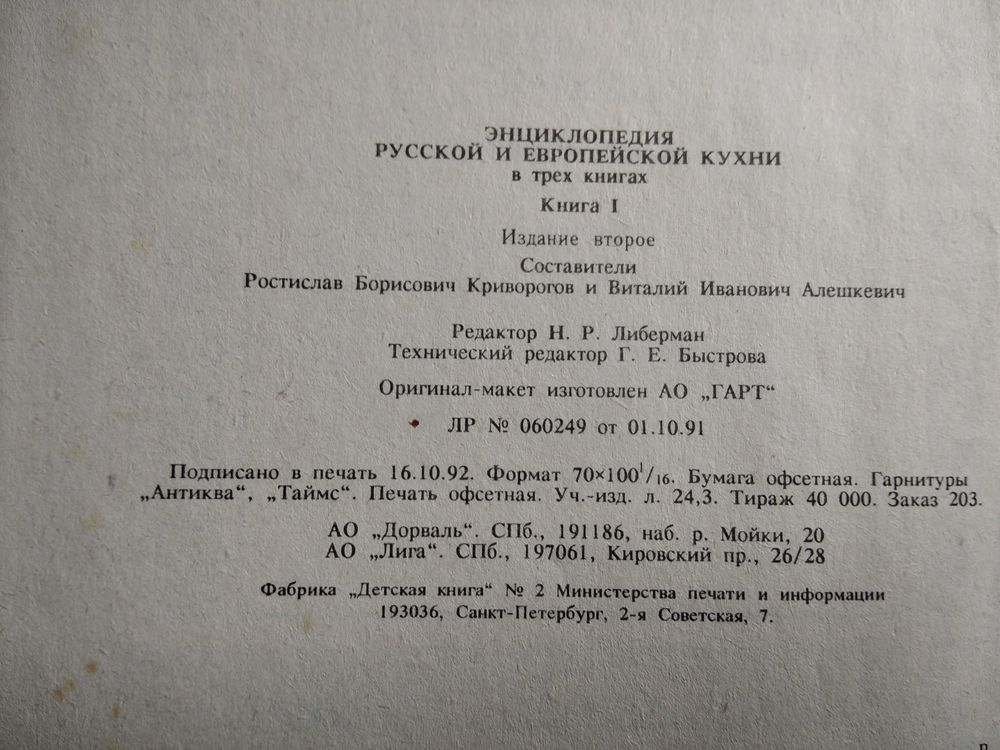 ЭНЦИКЛОПЕДИЯ
РУССКОЙ И ЕВРОПЕЙСКОЙ КУХНИ
в трех книгах
Книга I
Издание второе
Составители
Ростислав Борисович Криворогов и Виталий Иванович Алешкевич
Редактор Н. Р. Либерман
Технический редактор Г. Е. Быстрова
Оригинал-макет изготовлен АО „ГАРТ“
ЛР № 060249 от 01.10.91
Подписано в печать 16.10.92. Формат 70×100¹/₁₆. Бумага офсетная. Гарнитуры
„Антиква“, „Таймс“. Печать офсетная. Уч.-изд. л. 24,3. Тираж 40 000. Заказ 203.
АО „Дорваль“. СПб., 191186, наб. р. Мойки, 20
АО „Лига“. СПб., 197061, Кировский пр., 26/28
Фабрика „Детская книга“ № 2 Министерства печати и информации
193036, Санкт-Петербург, 2-я Советская, 7.